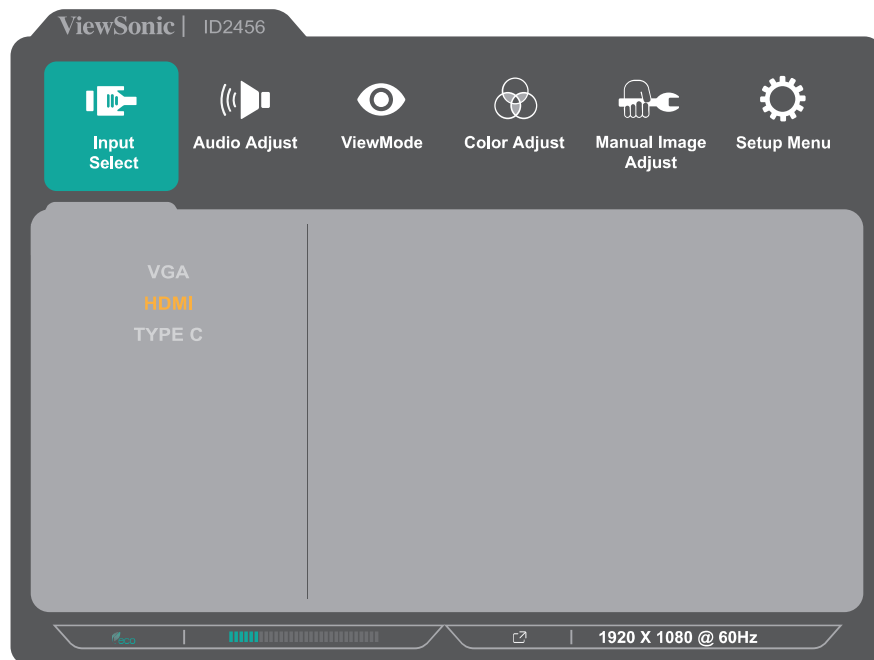 ViewSonic | ID2456
Input
Select
Audio Adjust
ViewMode
Color Adjust
Manual Image
Adjust
Setup Menu
VGA
HDMI
TYPE C
eco
1920 X 1080 @ 60Hz